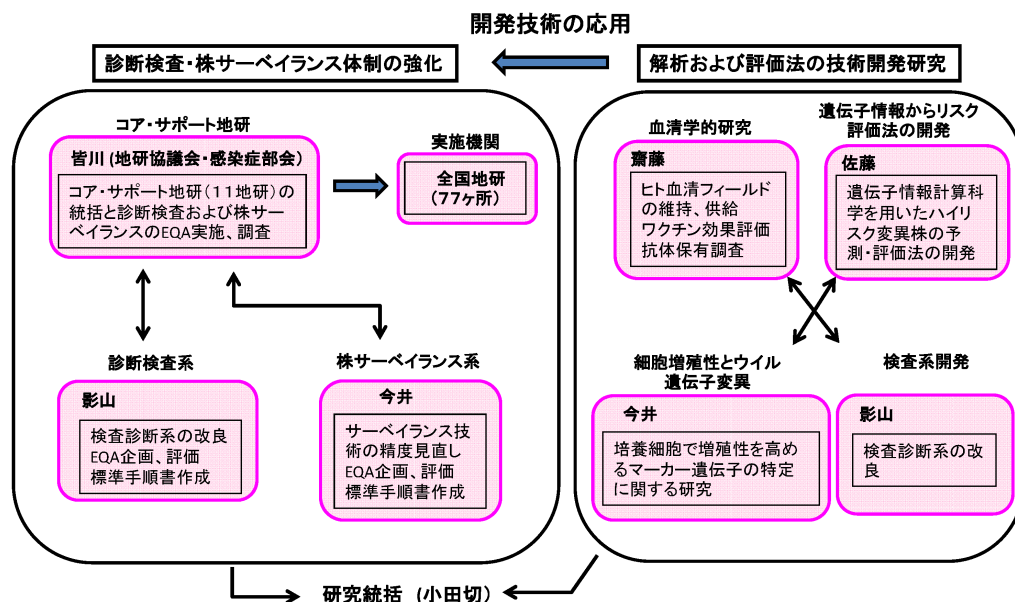 開発技術の応用
診断検査・株サーベイランス体制の強化
解析および評価法の技術開発研究
コア・サポート地研
皆川 (地研協議会・感染症部会)
コア・サポート地研(11地研)の
統括と診断検査および株サー
ベイランスのEQA実施、調査
実施機関
全国地研
(77ヶ所)
診断検査系
影山
検査診断系の改良
EQA企画、評価
標準手順書作成
株サーベイランス系
今井
サーベイランス技
術の精度見直し
EQA企画、評価
標準手順書作成
血清学的研究
齋藤
ヒト血清フィールド
の維持、供給
ワクチン効果評価
抗体保有調査
遺伝子情報からリスク
評価法の開発
佐藤
遺伝子情報計算科
学を用いたハイリ
スク変異株の予
測・評価法の開発
細胞増殖性とウイル
遺伝子変異
今井
培養細胞で増殖性を高め
るマーカー遺伝子の特定
に関する研究
検査系開発
影山
検査診断系の改
良
研究統括 (小田切)